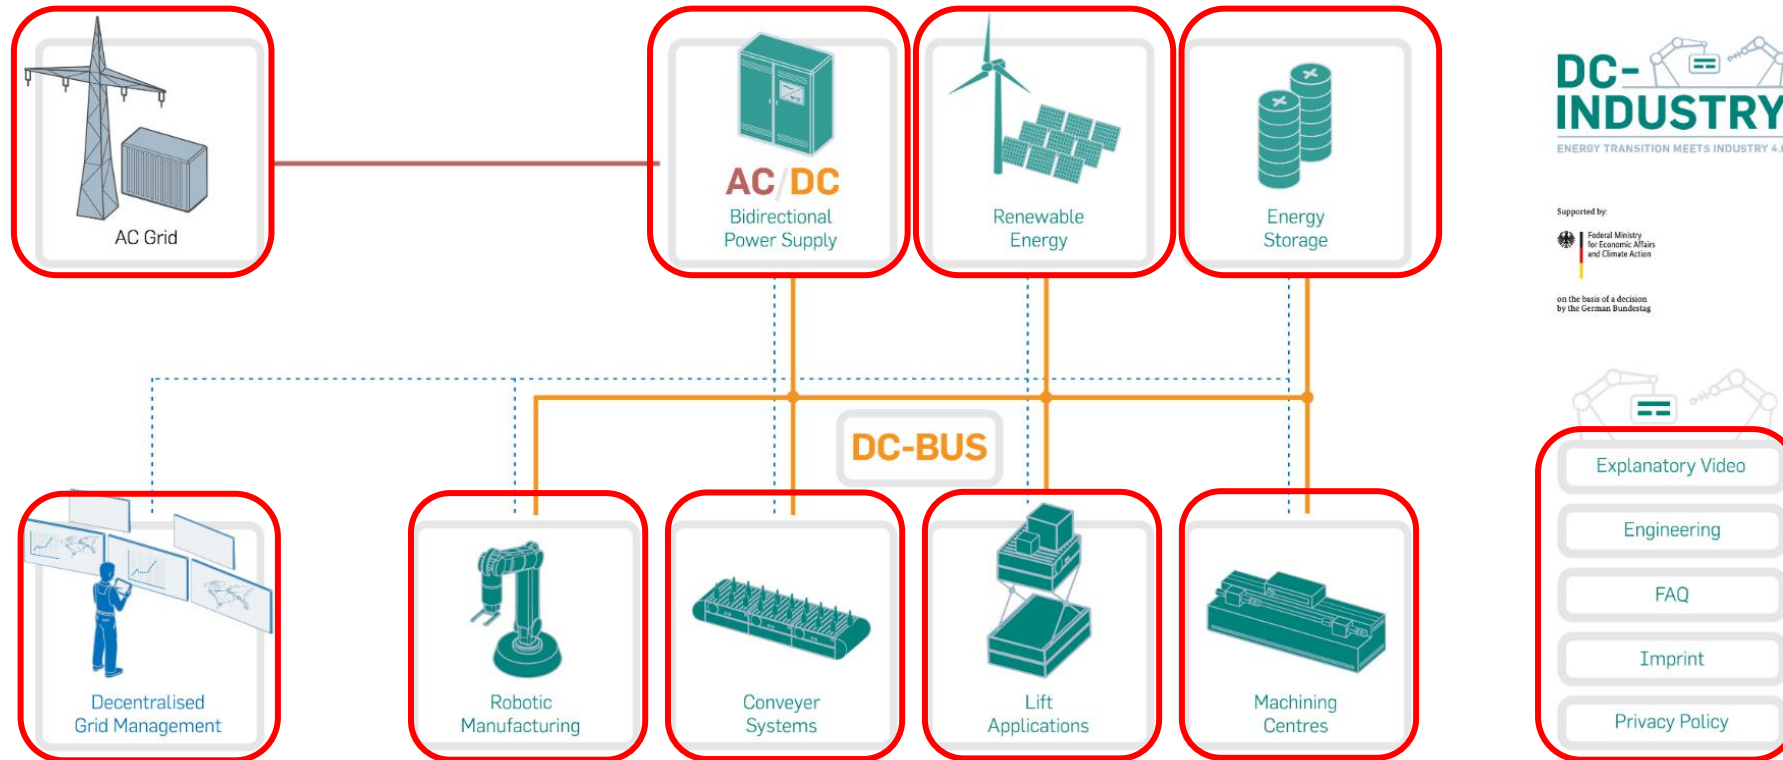 AC Grid
AC/DC
Bidirectional
Power Supply
Renewable
Energy
Energy
Storage
DC-BUS
Decentralised
Grid Management
Robotic
Manufacturing
Conveyer
Systems
Lift
Applications
Machining
Centres
DC-
INDUSTRY
ENERGY TRANSITION MEETS INDUSTRY 4.0
Supported by:
Federal Ministry
for Economic Affairs
and Climate Action
on the basis of a decision
by the German Bundestag
Explanatory Video
Engineering
FAQ
Imprint
Privacy Policy